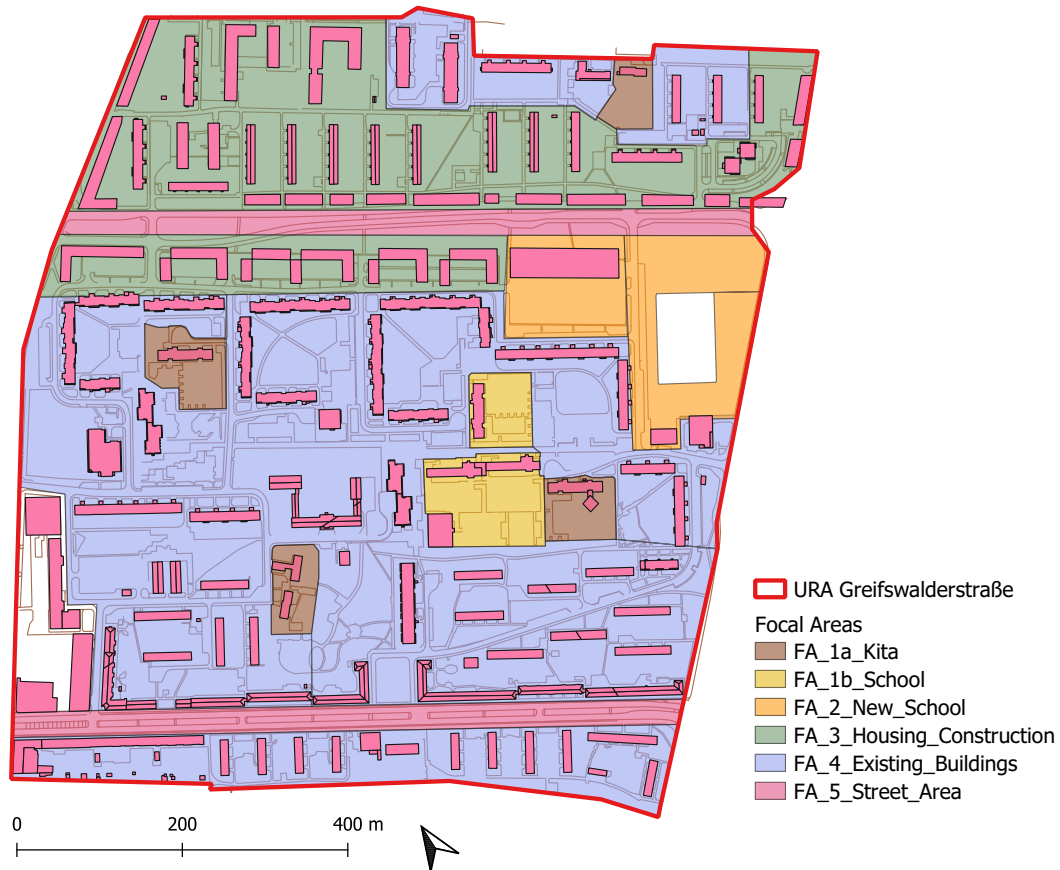 URA Greifswalderstraße
Focal Areas
FA_1a_Kita
FA_1b_School
FA_2_New_School
FA_3_Housing_Construction
FA_4_Existing_Buildings
FA_5_Street_Area
0 200 400 m